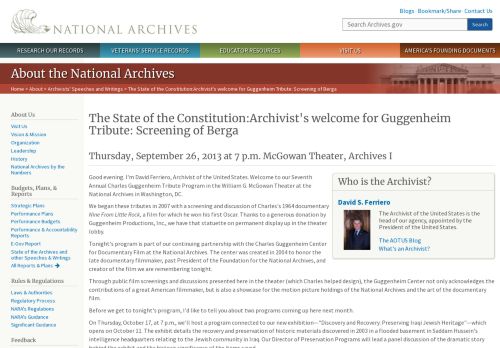 Blogs · Bookmark/Share · Contact Us
NATIONAL ARCHIVES
Search Archives.gov
Search
RESEARCH OUR RECORDS
VETERANS' SERVICE RECORDS
EDUCATOR RESOURCES
VISIT US
AMERICA'S FOUNDING DOCUMENTS
About the National Archives
Home > About > Archivists' Speeches and Writings > The State of the Constitution:Archivist's welcome for Guggenheim Tribute: Screening of Berga
About Us
Visit Us
Vision & Mission
Organization
Leadership
History
National Archives by the Numbers
Budgets, Plans, & Reports
Strategic Plans
Performance Plans
Performance Budgets
Performance & Accountability Reports
E-Gov Report
State of the Archives and other Speeches & Writings
All Reports & Plans
Rules & Regulations
Laws & Authorities
Regulatory Process
NARA's Regulations
NARA's Guidance
Significant Guidance
The State of the Constitution:Archivist's welcome for Guggenheim
Tribute: Screening of Berga
Thursday, September 26, 2013 at 7 p.m. McGowan Theater, Archives I
Good evening. I'm David Ferriero, Archivist of the United States. Welcome to our Seventh
Annual Charles Guggenheim Tribute Program in the William G. McGowan Theater at the
National Archives in Washington, DC.
We began these tributes in 2007 with a screening and discussion of Charles's 1964 documentary
Nine From Little Rock, a film for which he won his first Oscar. Thanks to a generous donation by
Guggenheim Productions, Inc., we have that statuette on permanent display up in the theater
lobby.
Tonight's program is part of our continuing partnership with the Charles Guggenheim Center
for Documentary Film at the National Archives. The center was created in 2004 to honor the
late documentary filmmaker, past President of the Foundation for the National Archives, and
creator of the film we are remembering tonight.
Through public film screenings and discussions presented here in the theater (which Charles helped design), the Guggenheim Center not only acknowledges the
contributions of a great American filmmaker, but is also a showcase for the motion picture holdings of the National Archives and the art of the documentary
film.
Before we get to tonight's program, I'd like to tell you about two programs coming up here next month.
On Thursday, October 17, at 7 p.m., we'll host a program connected to our new exhibition—"Discovery and Recovery: Preserving Iraqi Jewish Heritage"—which
opens on October 11. The exhibit details the recovery and preservation of historic materials discovered in 2003 in a flooded basement in Saddam Hussein's
intelligence headquarters relating to the Jewish community in Iraq. Our Director of Preservation Programs will lead a panel discussion of the dramatic story
Who is the Archivist?
David S. Ferriero
The Archivist of the United States is the
head of our agency, appointed by the
President of the United States.
The AOTUS Blog
What's an Archivist?